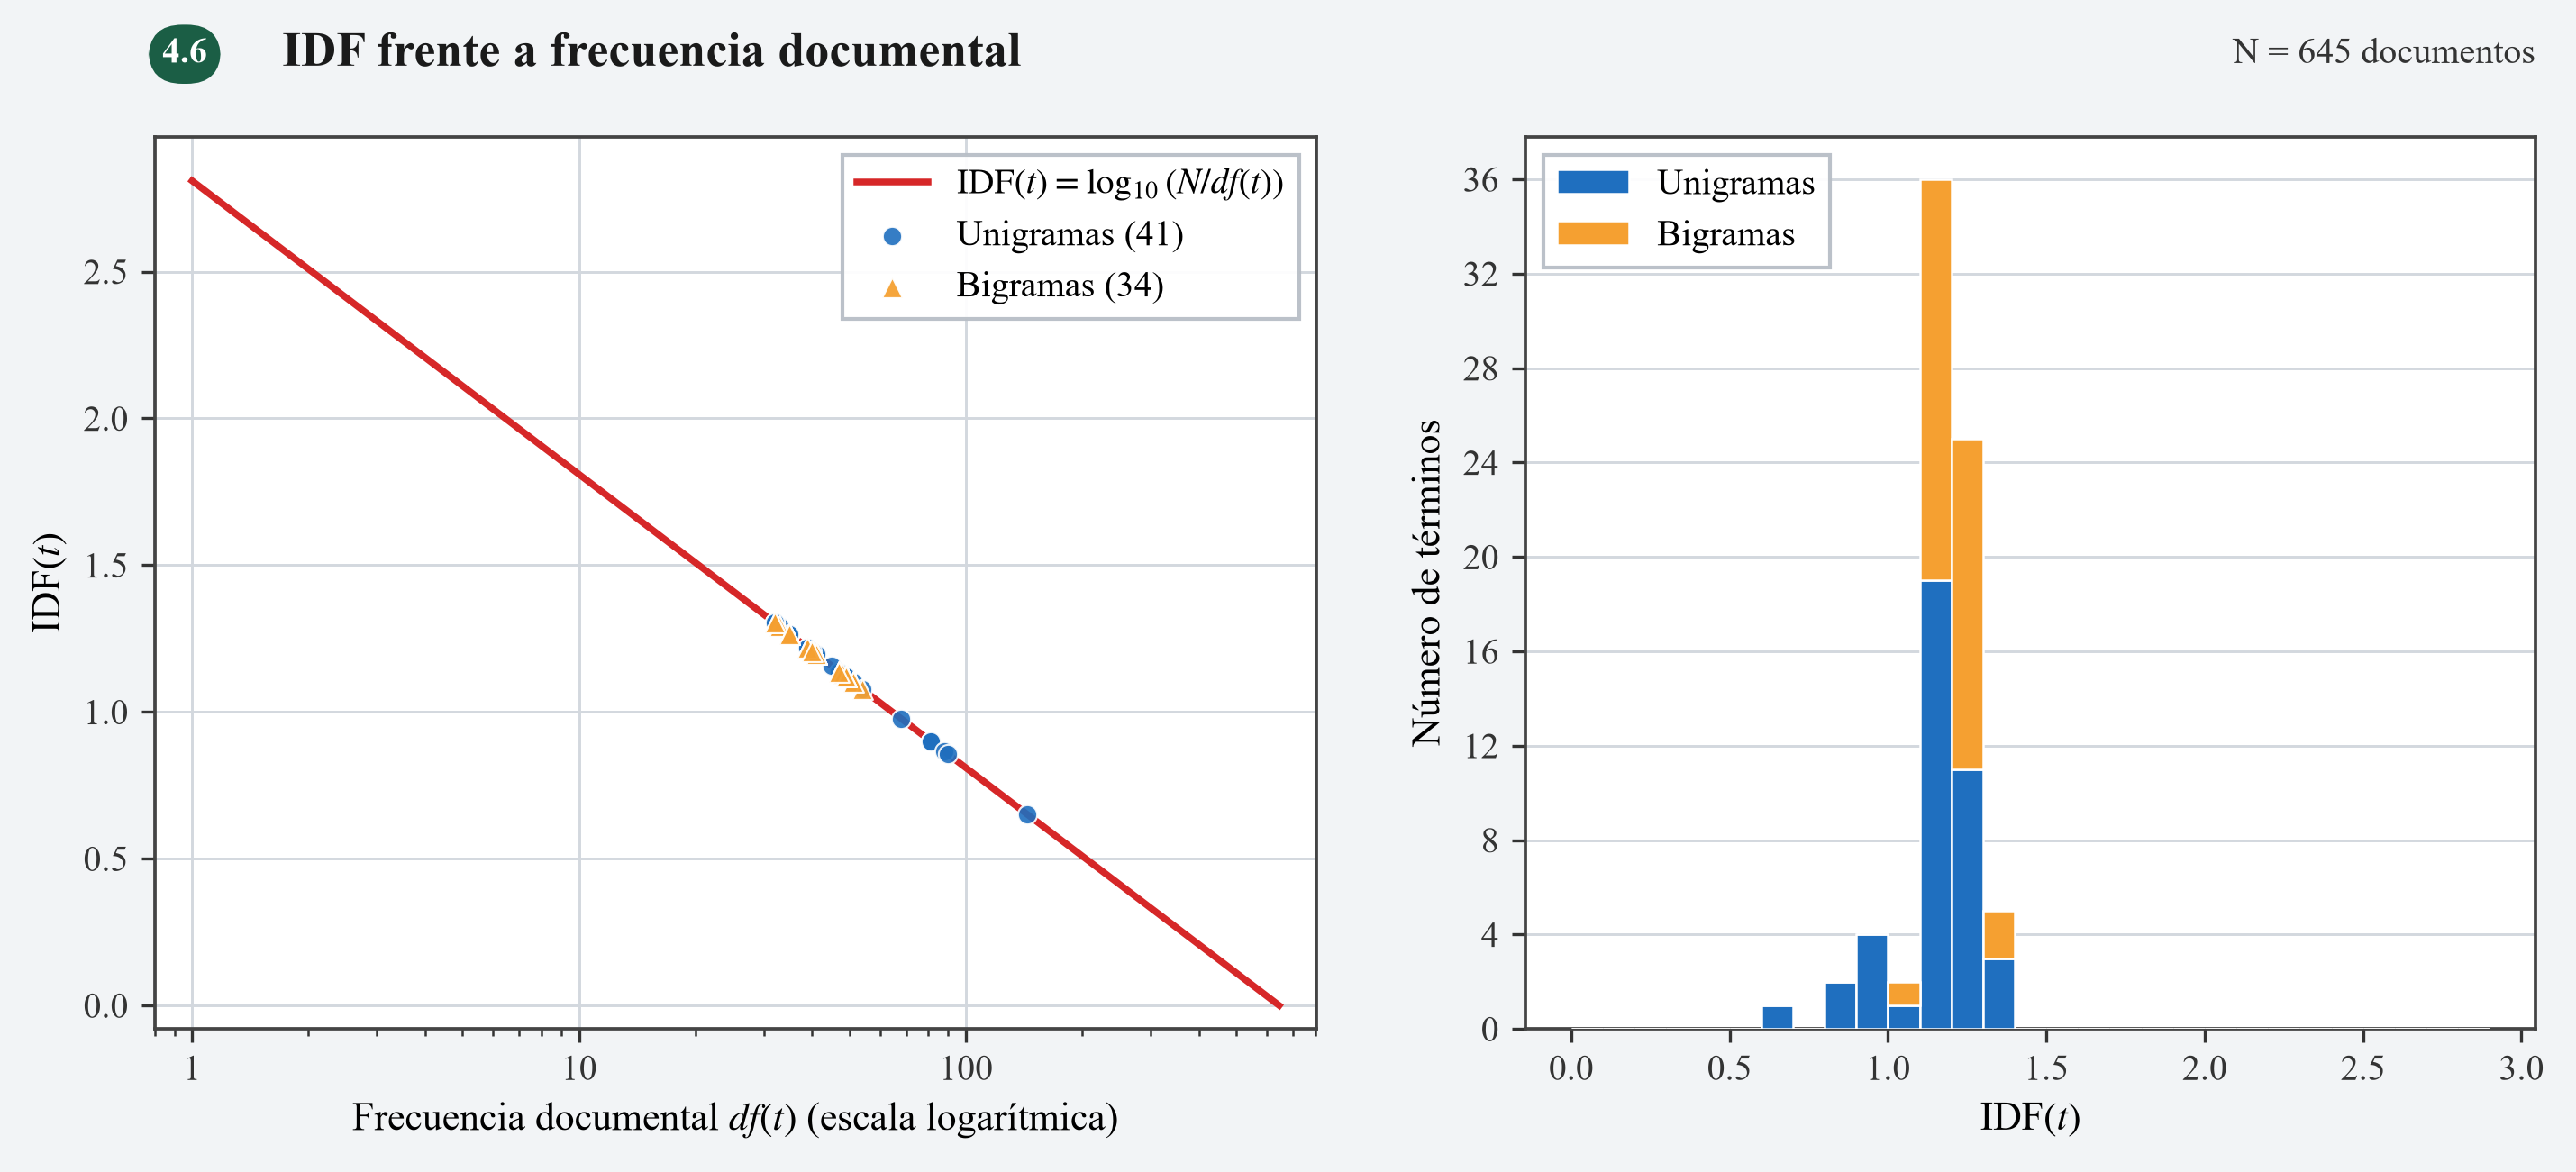 4.6 IDF frente a frecuencia documental
N = 645 documentos
IDF(t) = log₁₀ (N/df(t))
Unigramas (41)
Bigramas (34)
2.5
2.0
1.5
1.0
0.5
0.0
IDF(t)
1 10 100
Frecuencia documental df(t) (escala logarítmica)
Unigramas
Bigramas
36
32
28
24
20
16
12
8
4
0
Número de términos
0.0 0.5 1.0 1.5 2.0 2.5 3.0
IDF(t)